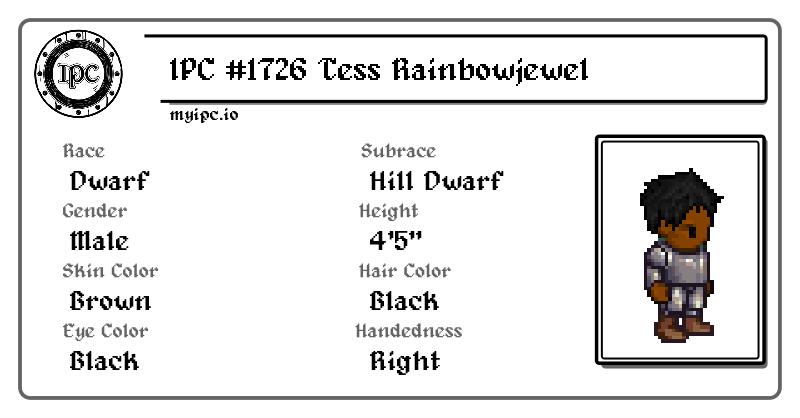 IPC
IPC #1726 Tess Rainbowjewel
myipc.io
Race
Dwarf
Subrace
Hill Dwarf
Gender
Male
Height
4'5"
Skin Color
Brown
Hair Color
Black
Eye Color
Black
Handedness
Right